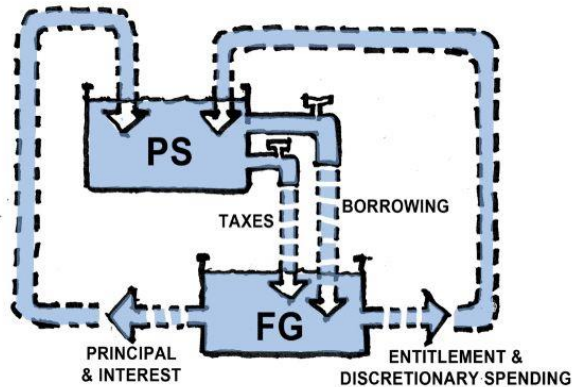 PS
TAXES
BORROWING
FG
PRINCIPAL
& INTEREST
ENTITLEMENT &
DISCRETIONARY SPENDING